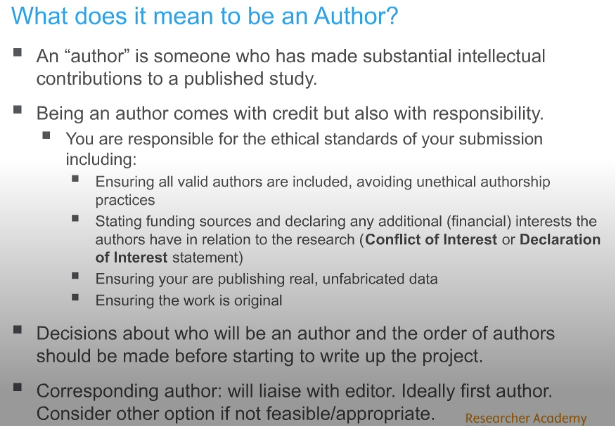 What does it mean to be an Author?
▪ An “author” is someone who has made substantial intellectual
contributions to a published study.
▪ Being an author comes with credit but also with responsibility.
▪ You are responsible for the ethical standards of your submission
including:
▪ Ensuring all valid authors are included, avoiding unethical authorship
practices
▪ Stating funding sources and declaring any additional (financial) interests the
authors have in relation to the research (Conflict of Interest or Declaration
of Interest statement)
▪ Ensuring your are publishing real, unfabricated data
▪ Ensuring the work is original
▪ Decisions about who will be an author and the order of authors
should be made before starting to write up the project.
▪ Corresponding author: will liaise with editor. Ideally first author.
Consider other option if not feasible/appropriate.
Researcher Academy